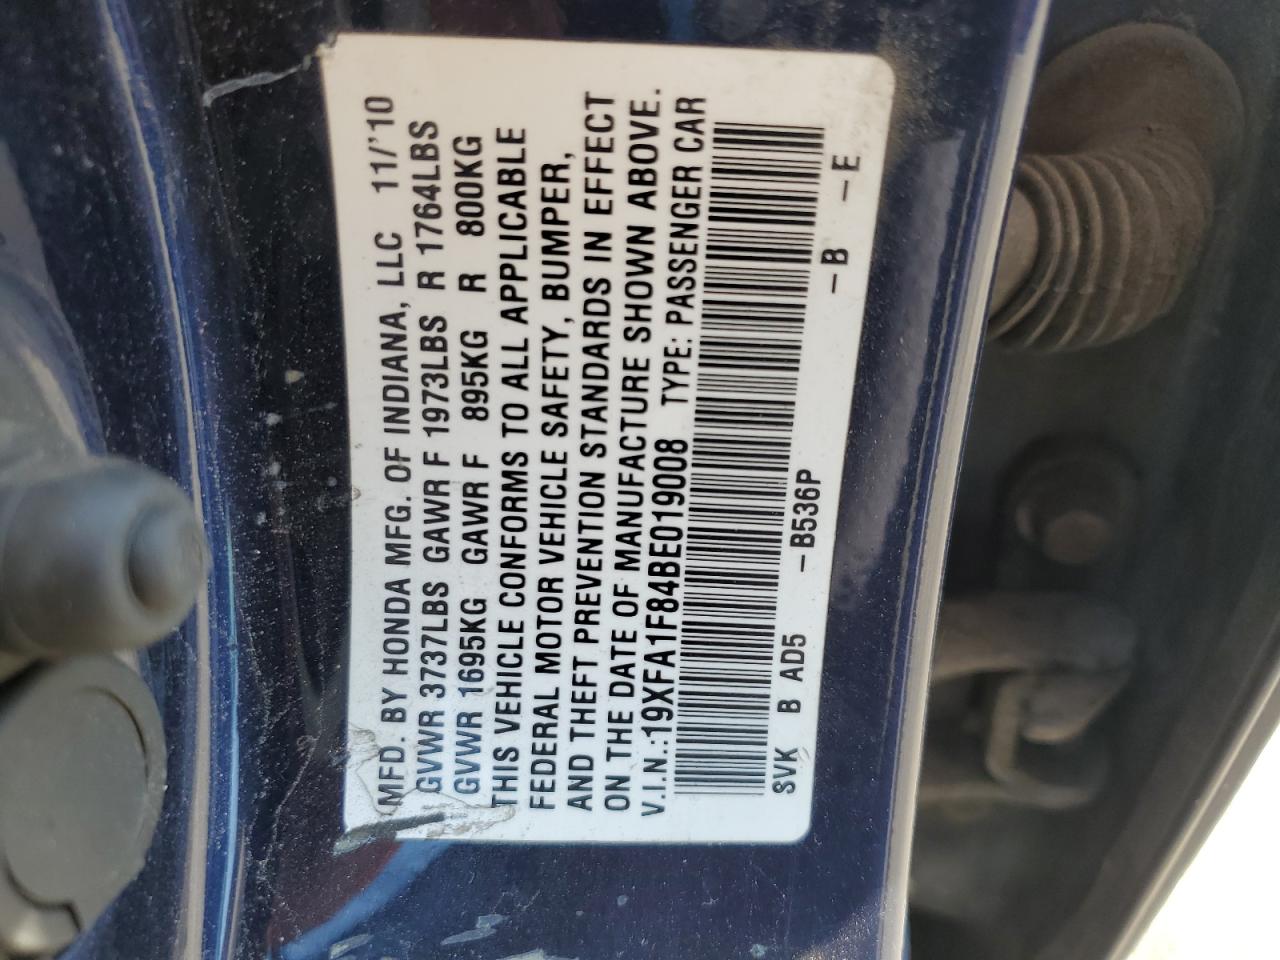 MFD. BY HONDA MFG. OF INDIANA, LLC 11/'10
GVWR 3737LBS GAWR F 1973LBS R 1764LBS
GVWR 1695KG GAWR F 895KG R 800KG
THIS VEHICLE CONFORMS TO ALL APPLICABLE
FEDERAL MOTOR VEHICLE SAFETY, BUMPER,
AND THEFT PREVENTION STANDARDS IN EFFECT
ON THE DATE OF MANUFACTURE SHOWN ABOVE.
V.I.N.:19XFA1F84BE019008 TYPE: PASSENGER CAR
SVK B AD5 -B536P -B -E